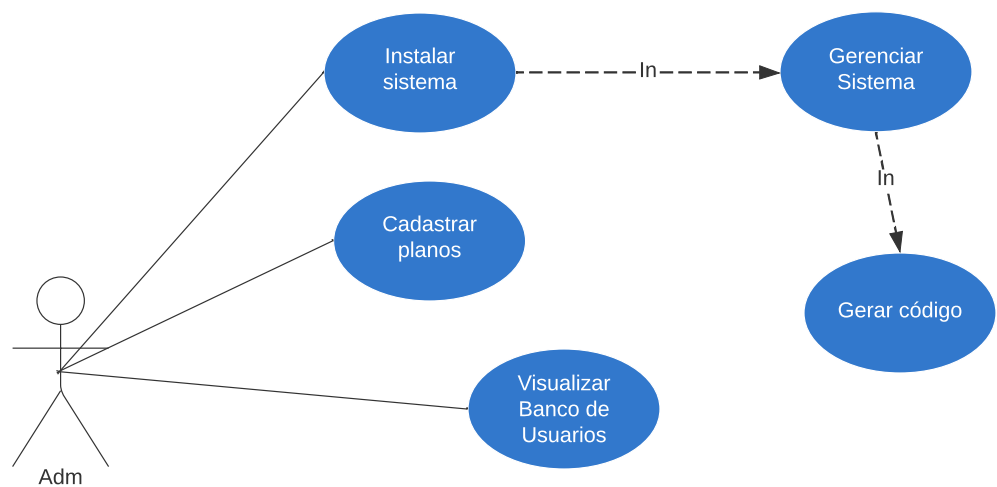 Instalar
sistema
In
Gerenciar
Sistema
In
Cadastrar
planos
Gerar código
Visualizar
Banco de
Usuarios
Adm